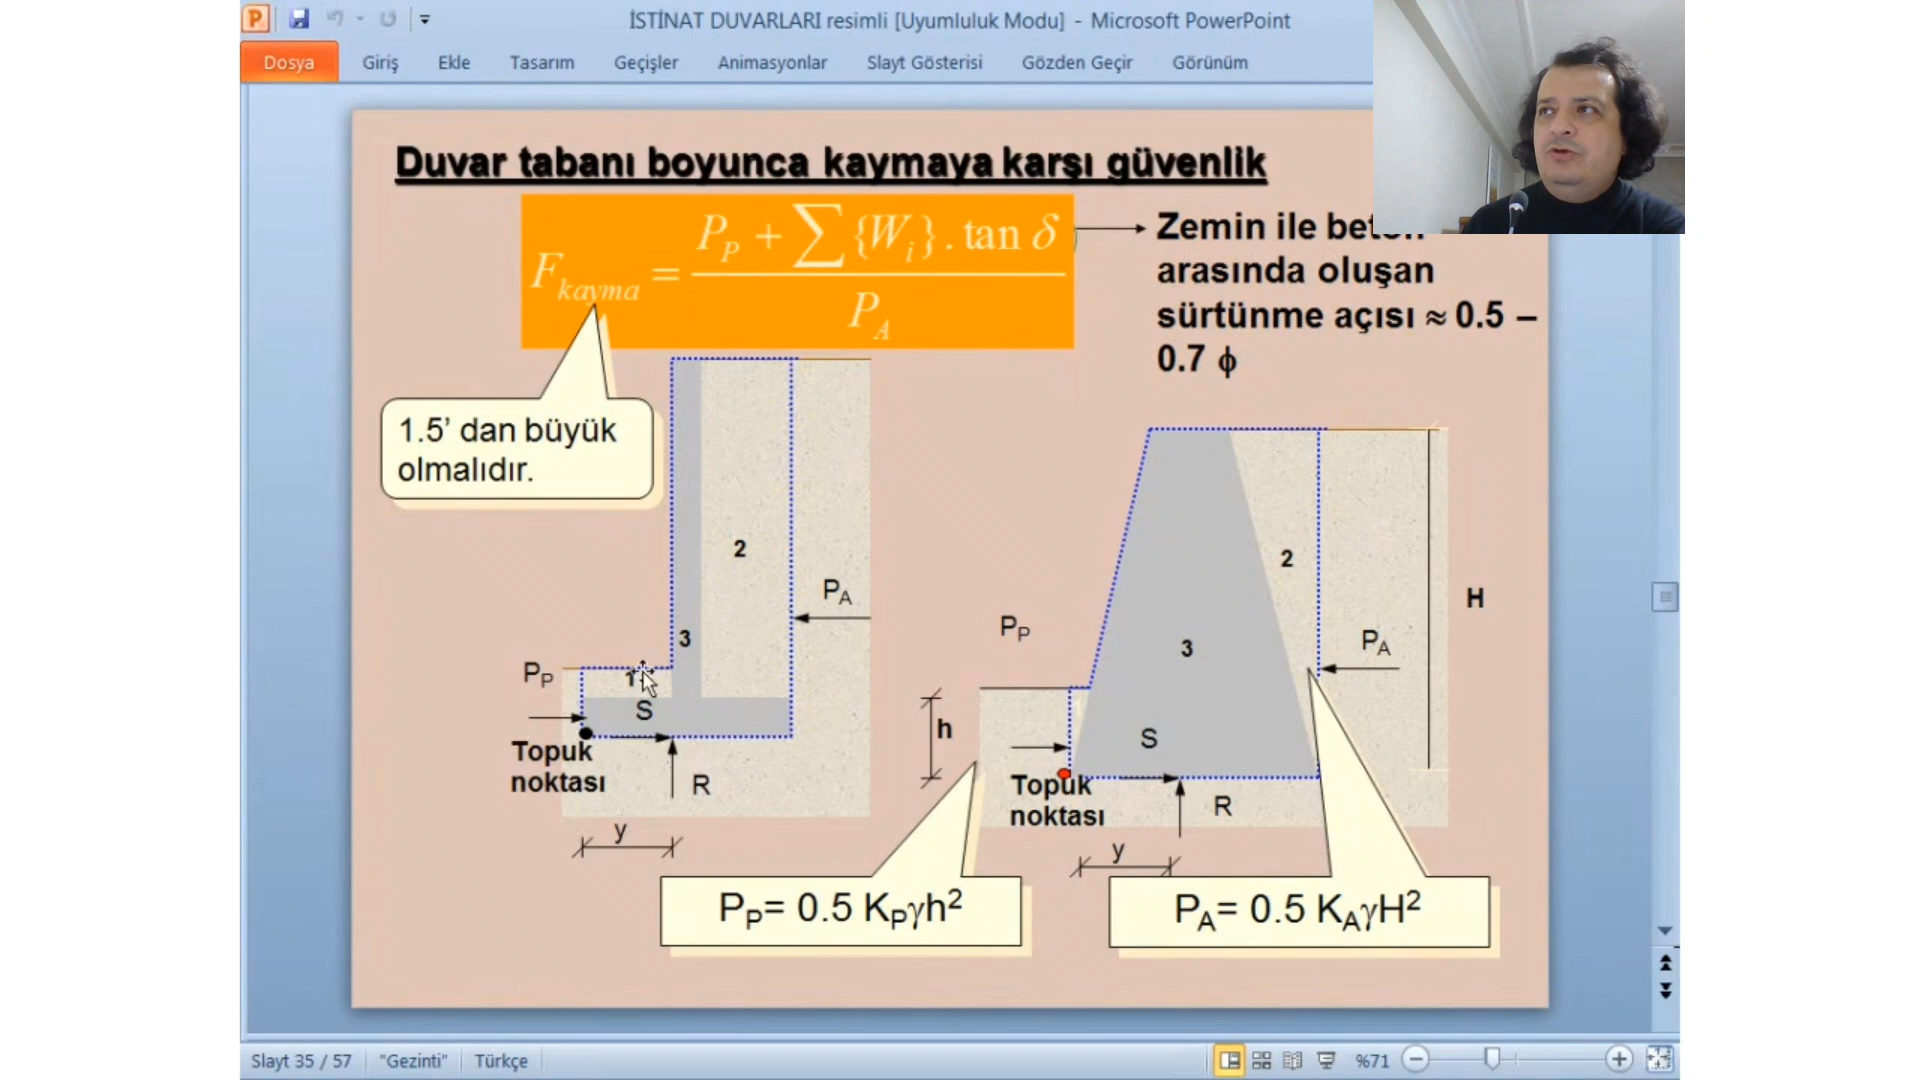 İSTİNAT DUVARLARI resimli [Uyumluluk Modu] - Microsoft PowerPoint
Dosya Giriş Ekle Tasarım Geçişler Animasyonlar Slayt Gösterisi Gözden Geçir Görünüm
Duvar tabanı boyunca kaymaya karşı güvenlik
F_kayma = (P_P + ∑ {W_i} . tan δ) / P_A
Zemin ile
arasında oluşan
sürtünme açısı ≈ 0.5 –
0.7 ϕ
1.5' dan büyük
olmalıdır.
2
P_A
3
P_P
1
S
Topuk
noktası
R
y
2
H
P_P
P_A
3
h
S
Topuk
noktası
R
y
P_P= 0.5 K_Pγh²
P_A= 0.5 K_AγH²
Slayt 35 / 57 "Gezinti" Türkçe %71